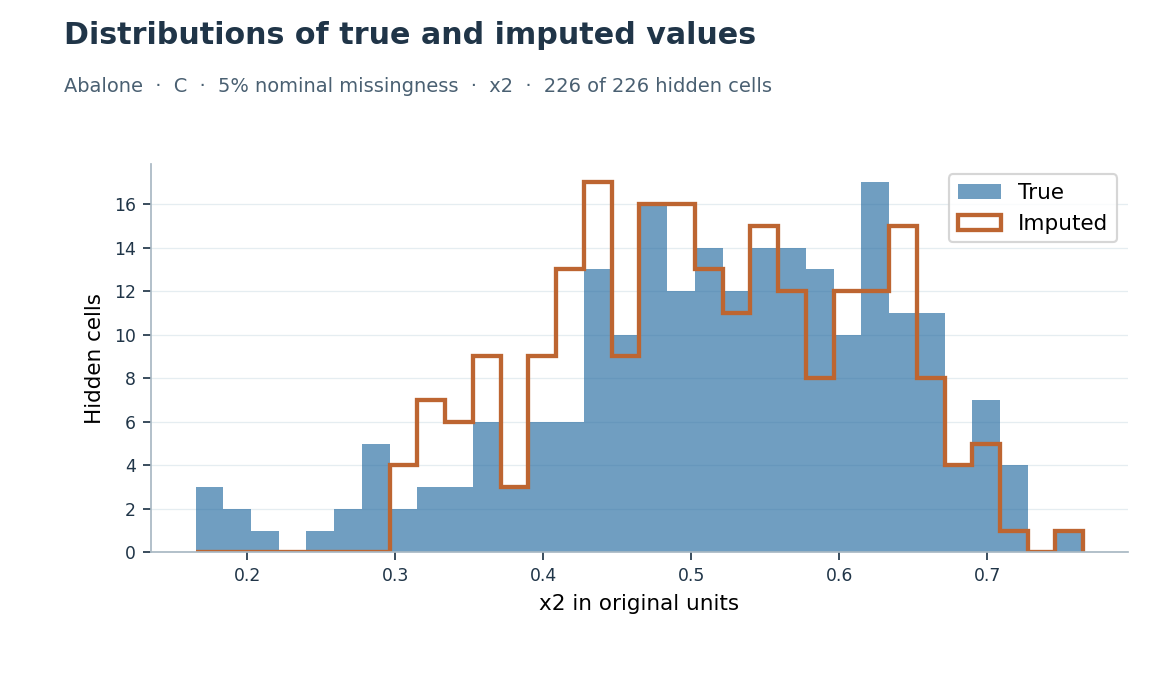 Distributions of true and imputed values
Abalone · C · 5% nominal missingness · x2 · 226 of 226 hidden cells
True
Imputed
Hidden cells
16
14
12
10
8
6
4
2
0
0.2 0.3 0.4 0.5 0.6 0.7
x2 in original units